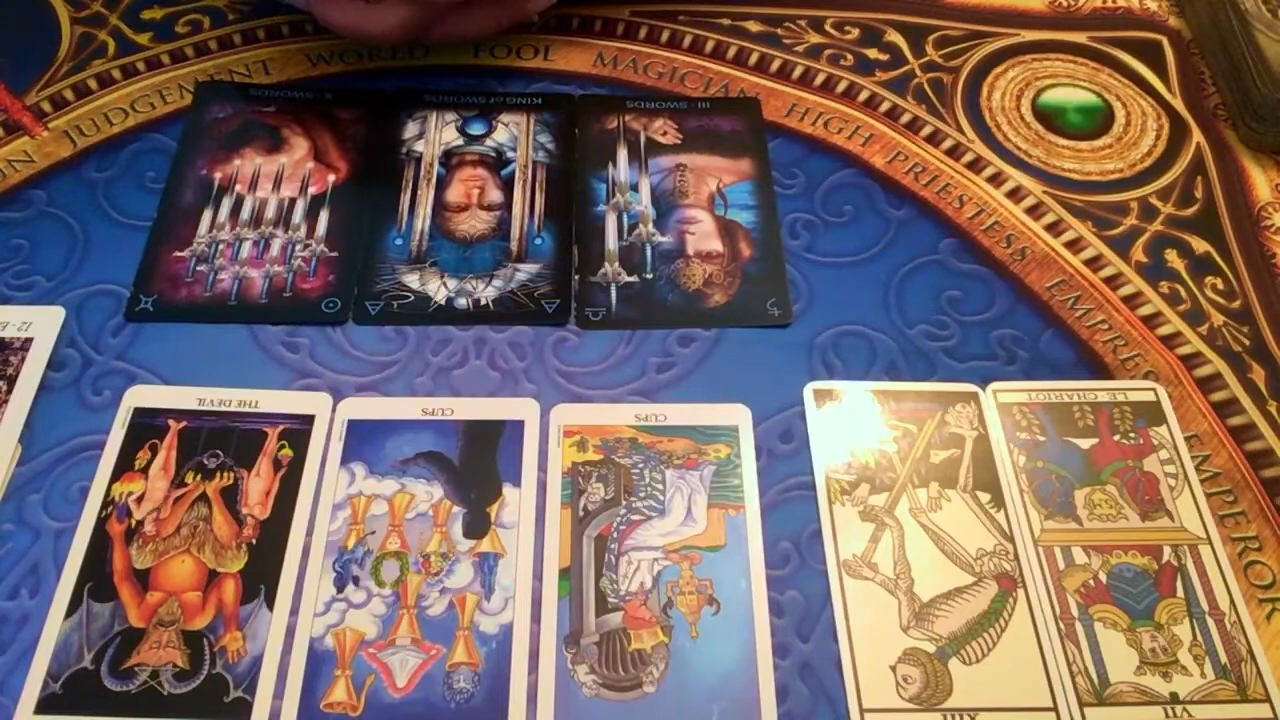 JUDGEMENT WORLD FOOL MAGICIAN HIGH PRIESTESS EMPRESS EMPEROR
X · SWORDS
KING of SWORDS
III · SWORDS
THE DEVIL
CUPS
CUPS
LE·CHARIOT
XIII
VII